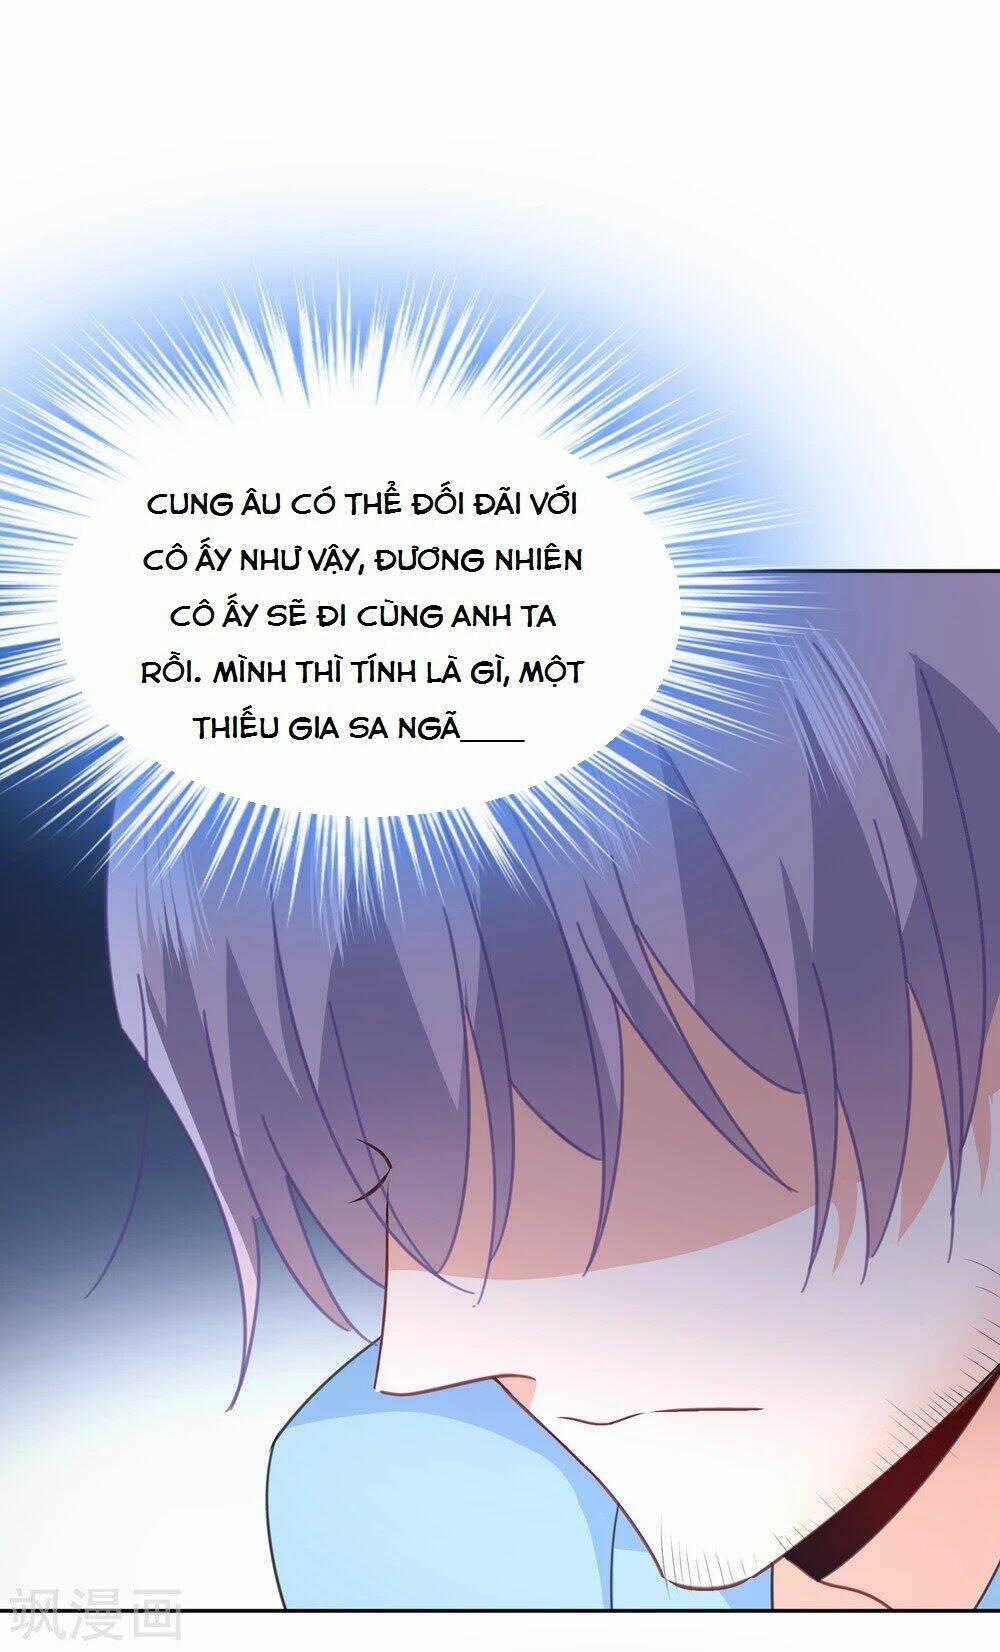 CUNG ÂU CÓ THỂ ĐỐI ĐÃI VỚI
CÔ ẤY NHƯ VẬY, ĐƯƠNG NHIÊN
CÔ ẤY SẼ ĐI CÙNG ANH TA
RỒI. MÌNH THÌ TÍNH LÀ GÌ, MỘT
THIẾU GIA SA NGÃ____
飒漫画